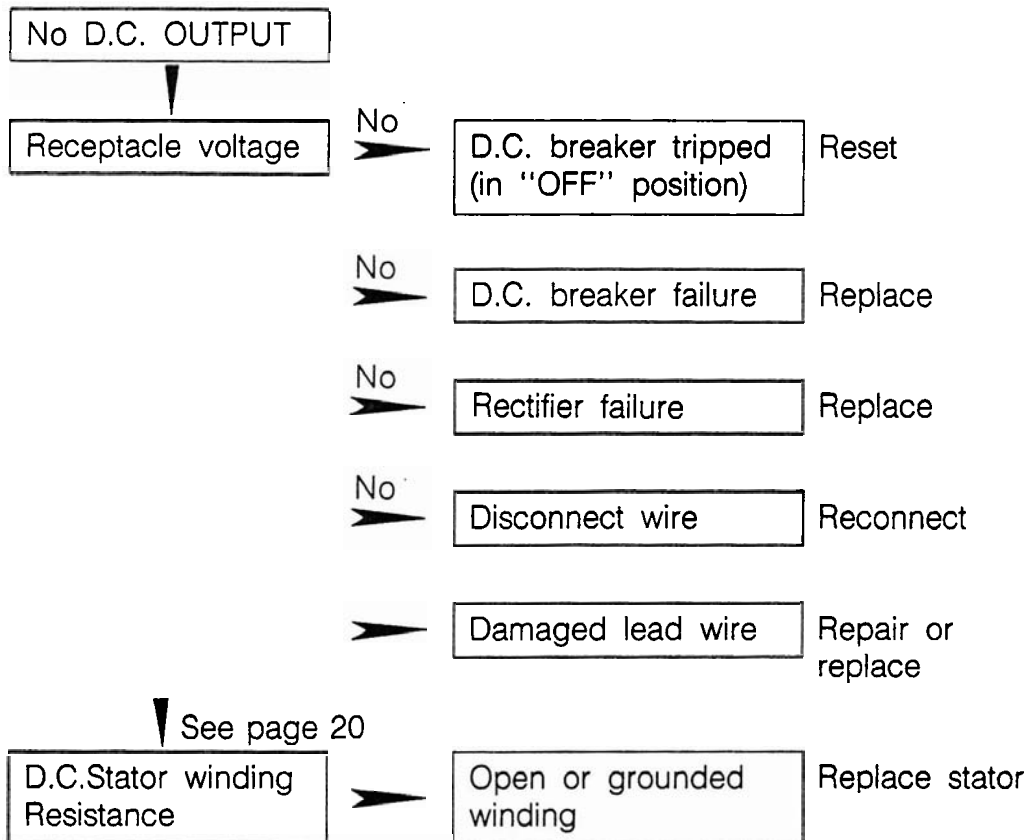 No D.C. OUTPUT
Receptacle voltage
No
D.C. breaker tripped
(in "OFF" position)
Reset
No
D.C. breaker failure
Replace
No
Rectifier failure
Replace
No
Disconnect wire
Reconnect
Damaged lead wire
Repair or
replace
See page 20
D.C.Stator winding
Resistance
Open or grounded
winding
Replace stator